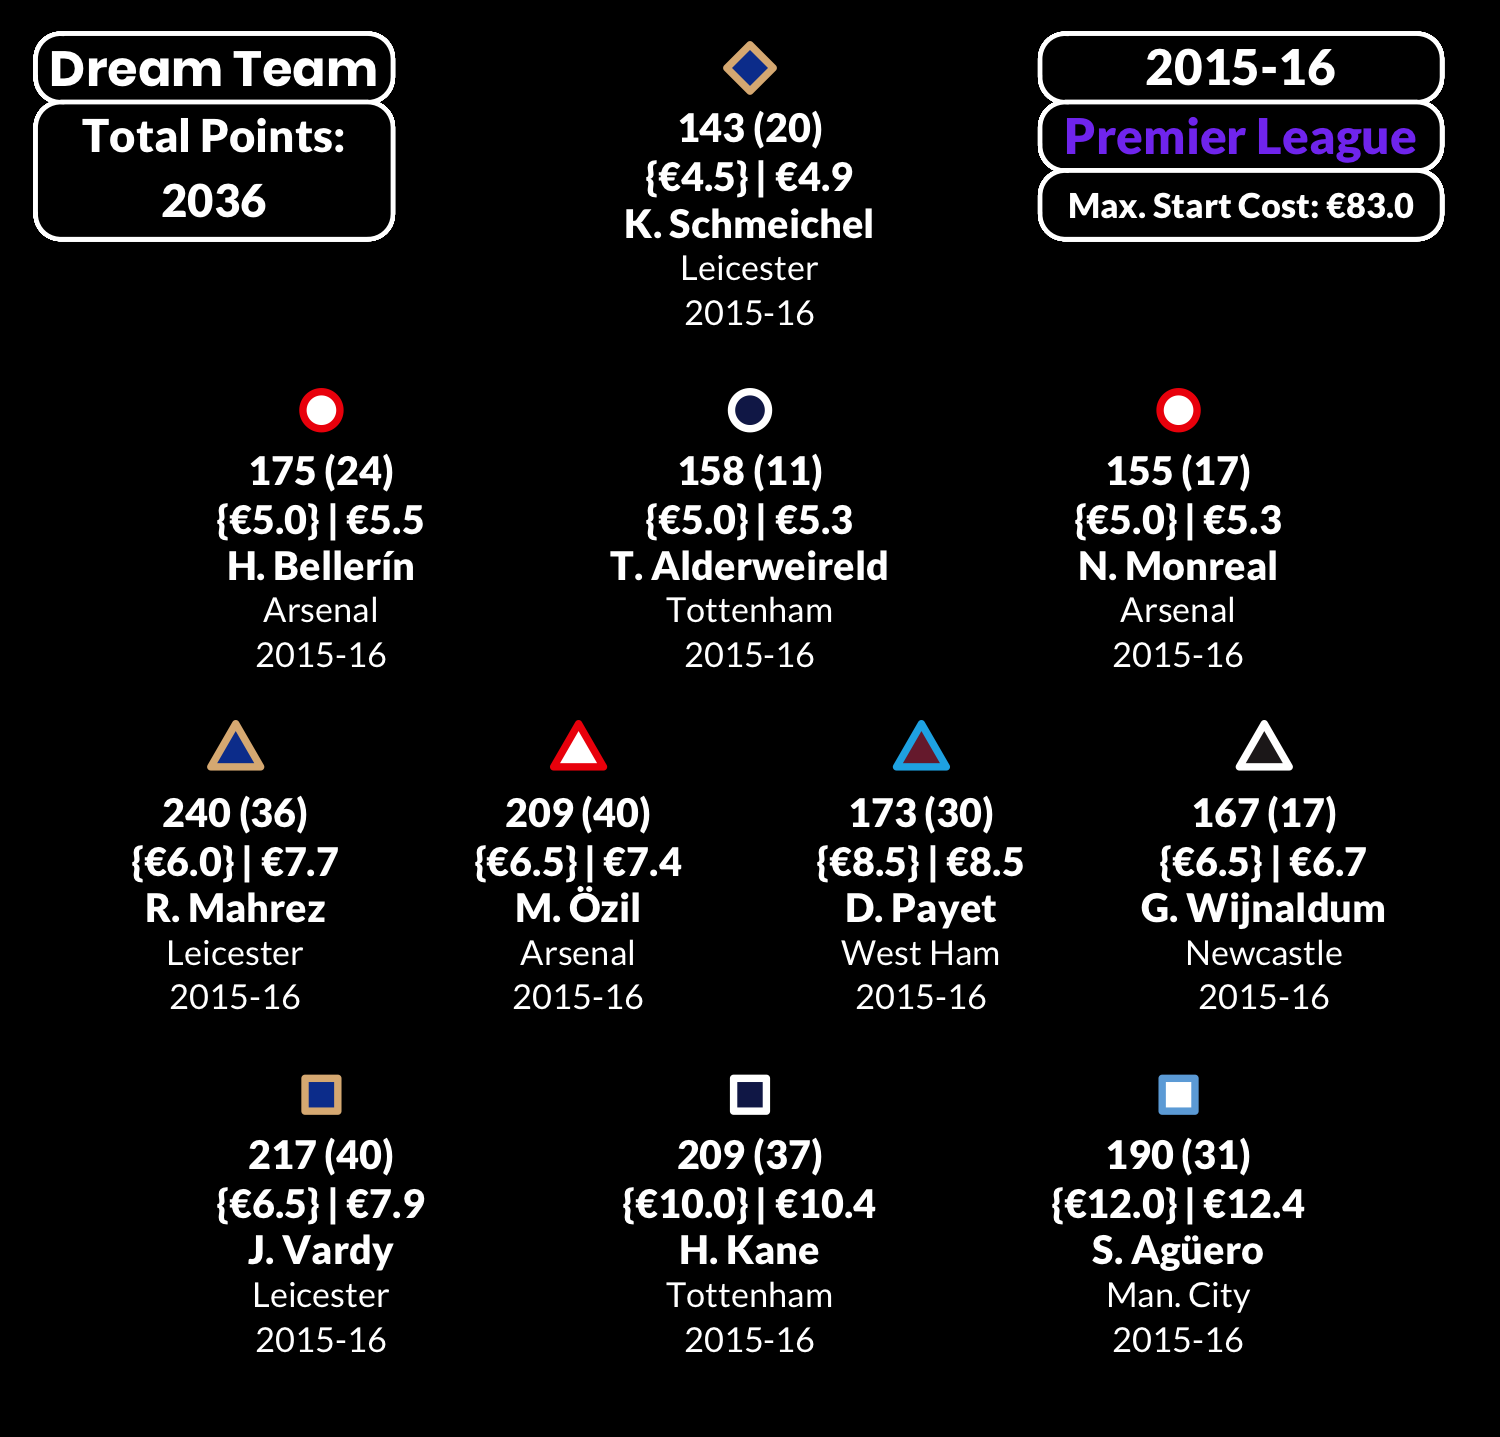 Dream Team
Total Points:
2036
2015-16
Premier League
Max. Start Cost: €83.0
143 (20)
{€4.5} | €4.9
K. Schmeichel
Leicester
2015-16
175 (24)
{€5.0} | €5.5
H. Bellerín
Arsenal
2015-16
158 (11)
{€5.0} | €5.3
T. Alderweireld
Tottenham
2015-16
155 (17)
{€5.0} | €5.3
N. Monreal
Arsenal
2015-16
240 (36)
{€6.0} | €7.7
R. Mahrez
Leicester
2015-16
209 (40)
{€6.5} | €7.4
M. Özil
Arsenal
2015-16
173 (30)
{€8.5} | €8.5
D. Payet
West Ham
2015-16
167 (17)
{€6.5} | €6.7
G. Wijnaldum
Newcastle
2015-16
217 (40)
{€6.5} | €7.9
J. Vardy
Leicester
2015-16
209 (37)
{€10.0} | €10.4
H. Kane
Tottenham
2015-16
190 (31)
{€12.0} | €12.4
S. Agüero
Man. City
2015-16